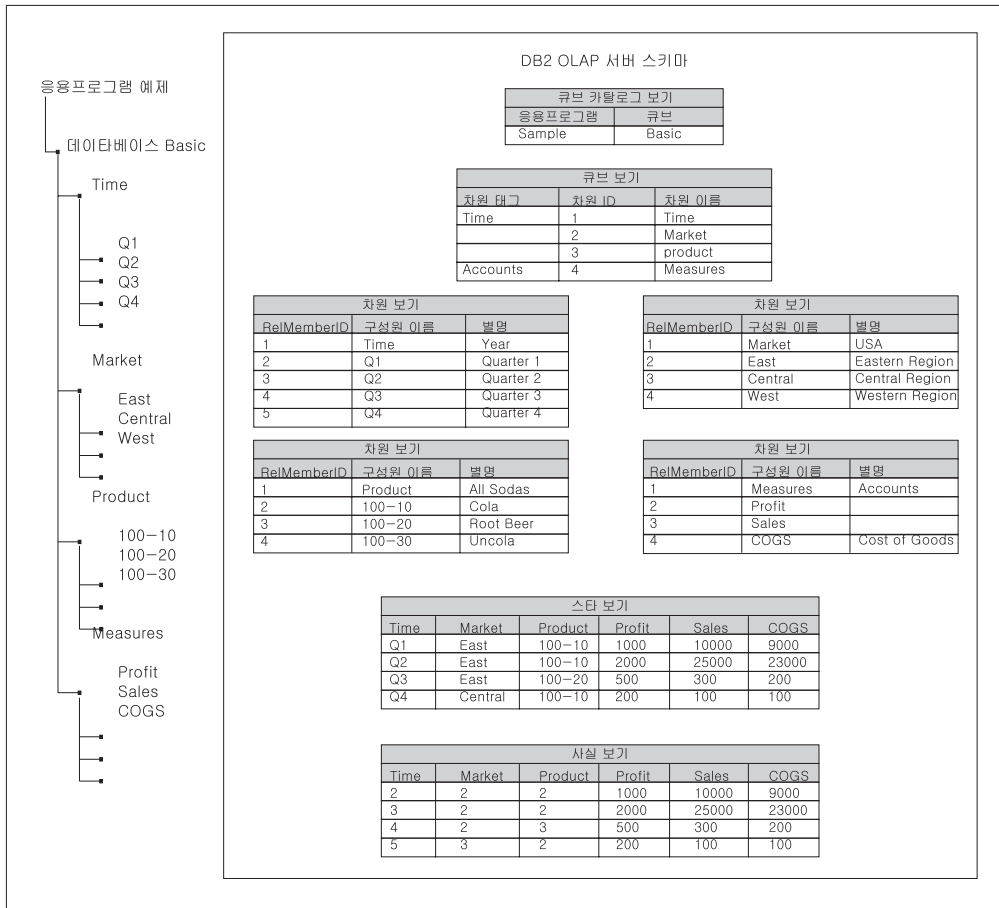 응용프로그램 예제
데이타베이스 Basic
Time
Q1
Q2
Q3
Q4
Market
East
Central
West
Product
100-10
100-20
100-30
Measures
Profit
Sales
COGS
DB2 OLAP 서버 스키마
큐브 카탈로그 보기
응용프로그램 큐브
Sample Basic
큐브 보기
차원 태그 차원 ID 차원 이름
Time 1 Time
2 Market
3 product
Accounts 4 Measures
차원 보기
RelMemberID 구성원 이름 별명
1 Time Year
2 Q1 Quarter 1
3 Q2 Quarter 2
4 Q3 Quarter 3
5 Q4 Quarter 4
차원 보기
RelMemberID 구성원 이름 별명
1 Market USA
2 East Eastern Region
3 Central Central Region
4 West Western Region
차원 보기
RelMemberID 구성원 이름 별명
1 Product All Sodas
2 100-10 Cola
3 100-20 Root Beer
4 100-30 Uncola
차원 보기
RelMemberID 구성원 이름 별명
1 Measures Accounts
2 Profit
3 Sales
4 COGS Cost of Goods
스타 보기
Time Market Product Profit Sales COGS
Q1 East 100-10 1000 10000 9000
Q2 East 100-10 2000 25000 23000
Q3 East 100-20 500 300 200
Q4 Central 100-10 200 100 100
사실 보기
Time Market Product Profit Sales COGS
2 2 2 1000 10000 9000
3 2 2 2000 25000 23000
4 2 3 500 300 200
5 3 2 200 100 100